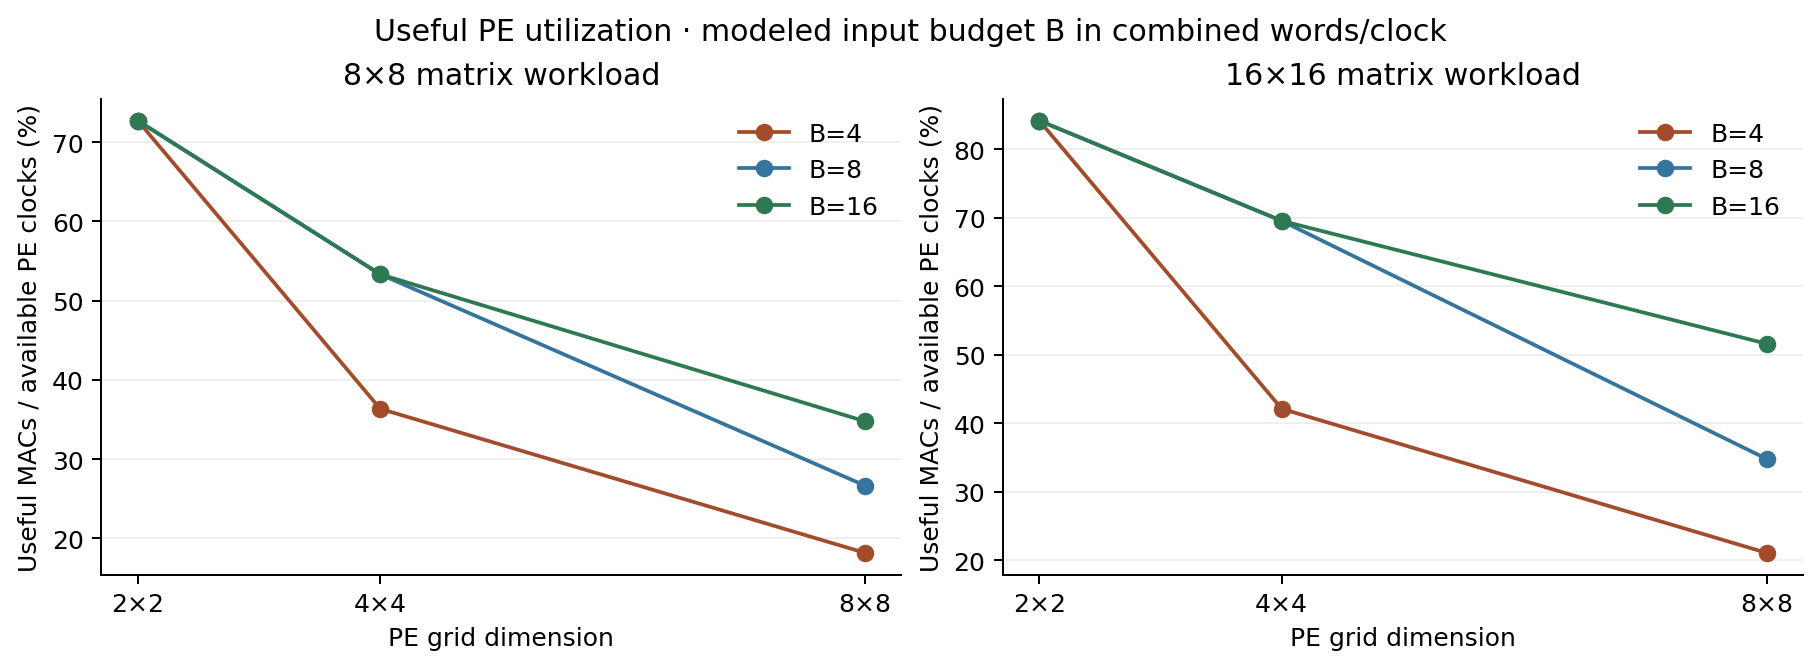 Useful PE utilization · modeled input budget B in combined words/clock
8×8 matrix workload
Useful MACs / available PE clocks (%)
70
60
50
40
30
20
B=4
B=8
B=16
2×2
4×4
8×8
PE grid dimension
16×16 matrix workload
Useful MACs / available PE clocks (%)
80
70
60
50
40
30
20
B=4
B=8
B=16
2×2
4×4
8×8
PE grid dimension